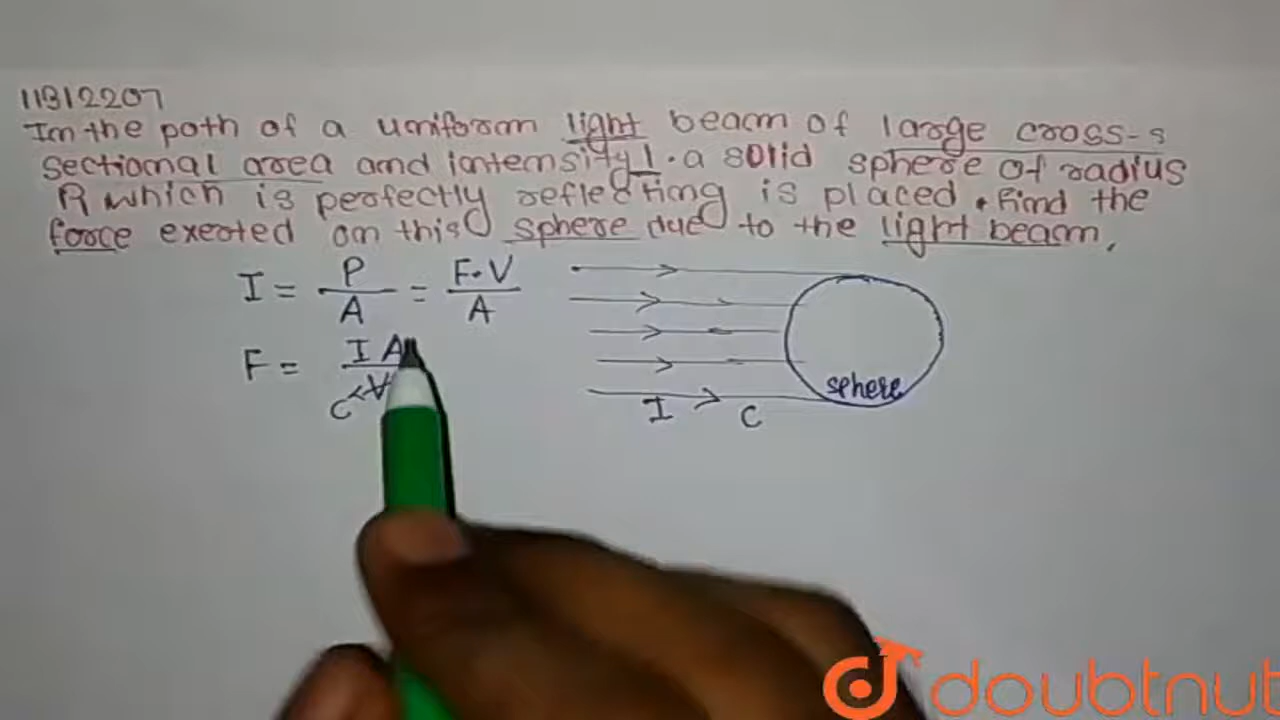 11312207
Im the path of a uniform light beam of large cross-s
sectional area and intensity I. a solid sphere of radius
R which is perfectly reflecting is placed. Find the
force exerted on this sphere due to the light beam.
I = P/A = F.V/A
F = I A/V
C
sphere
I C
doubtnut